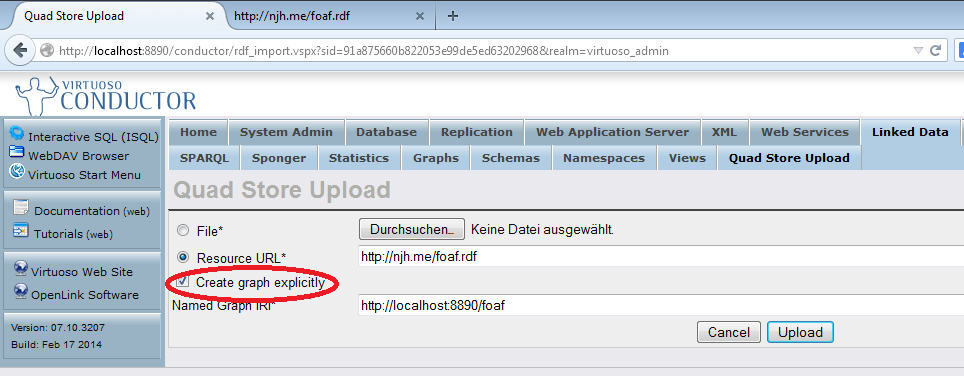 Quad Store Upload
http://njh.me/foaf.rdf
http://localhost:8890/conductor/rdf_import.vspx?sid=91a875660b822053e99de5ed63202968&realm=virtuoso_admin
VIRTUOSO
CONDUCTOR
Interactive SQL (ISQL)
WebDAV Browser
Virtuoso Start Menu
Documentation (web)
Tutorials (web)
Virtuoso Web Site
OpenLink Software
Version: 07.10.3207
Build: Feb 17 2014
Home System Admin Database Replication Web Application Server XML Web Services Linked Data
SPARQL Sponger Statistics Graphs Schemas Namespaces Views Quad Store Upload
Quad Store Upload
File* Durchsuchen... Keine Datei ausgewählt.
Resource URL* http://njh.me/foaf.rdf
Create graph explicitly
Named Graph IRI* http://localhost:8890/foaf
Cancel Upload